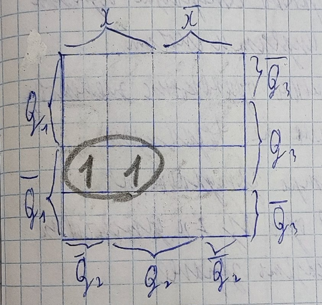 x x̄
q̄₃
q₁ q₃
1 1
q̄₁ q̄₃
q̄₂ q₂ q̄₂